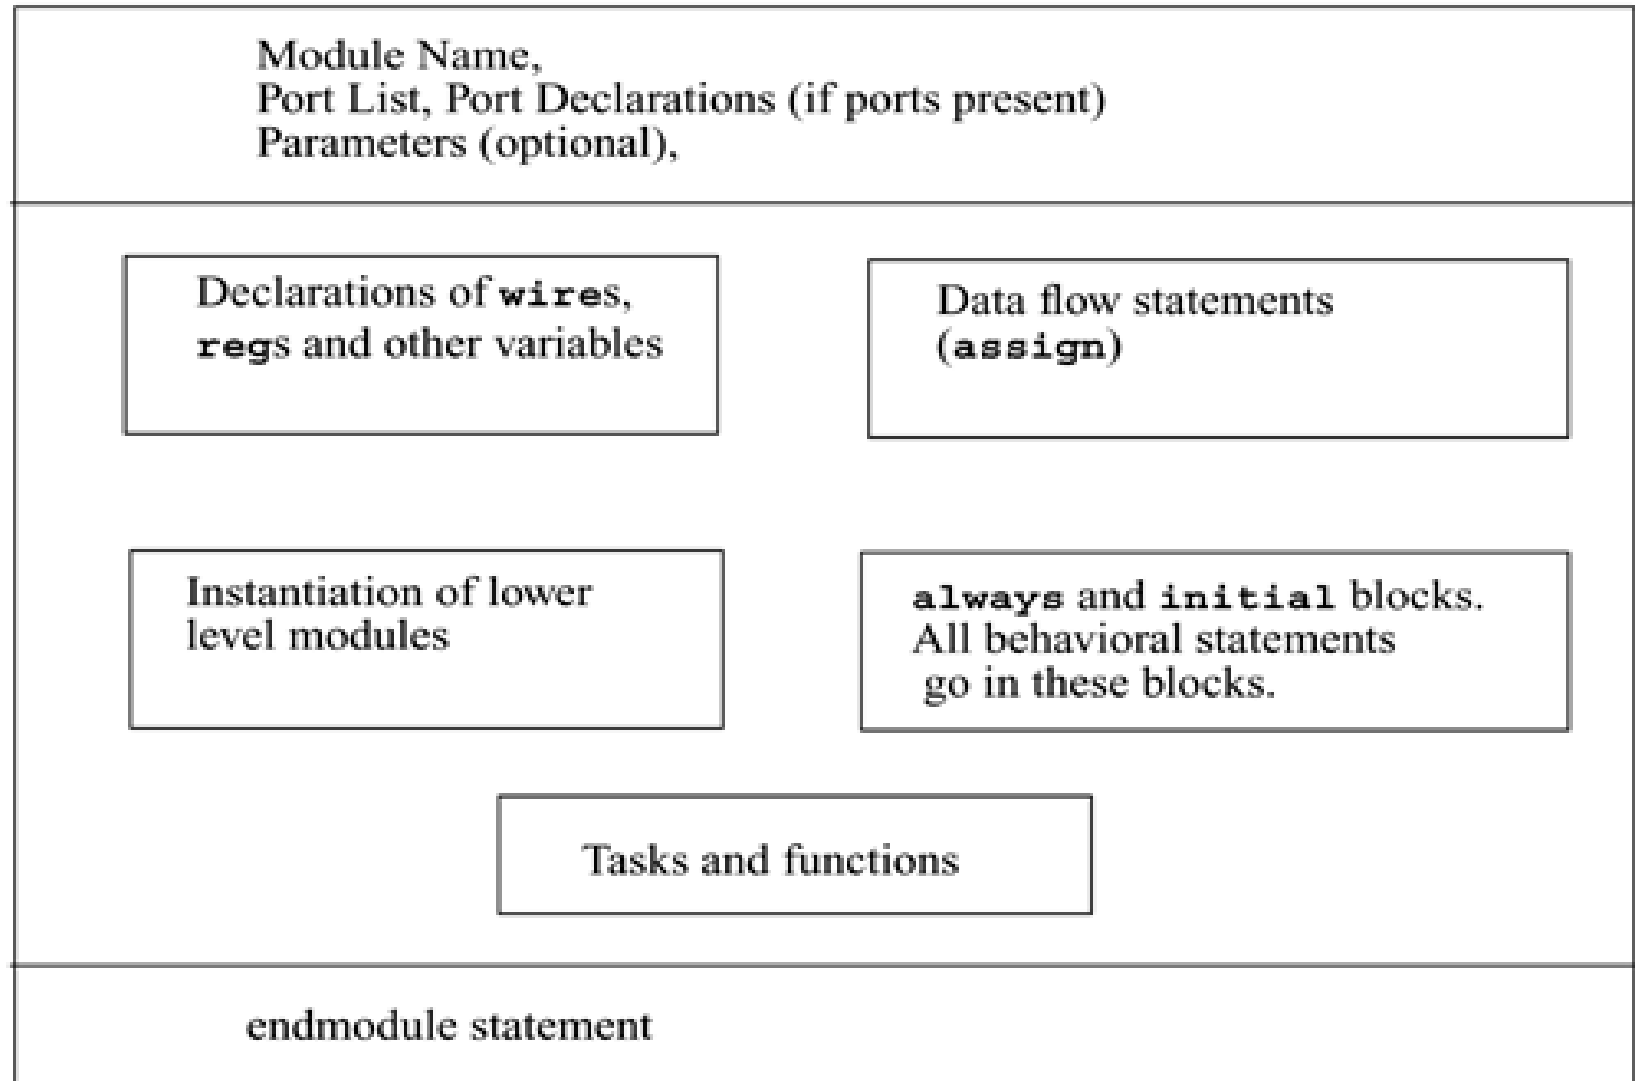 Module Name,
Port List, Port Declarations (if ports present)
Parameters (optional),
Declarations of wires,
regs and other variables
Data flow statements
(assign)
Instantiation of lower
level modules
always and initial blocks.
All behavioral statements
go in these blocks.
Tasks and functions
endmodule statement